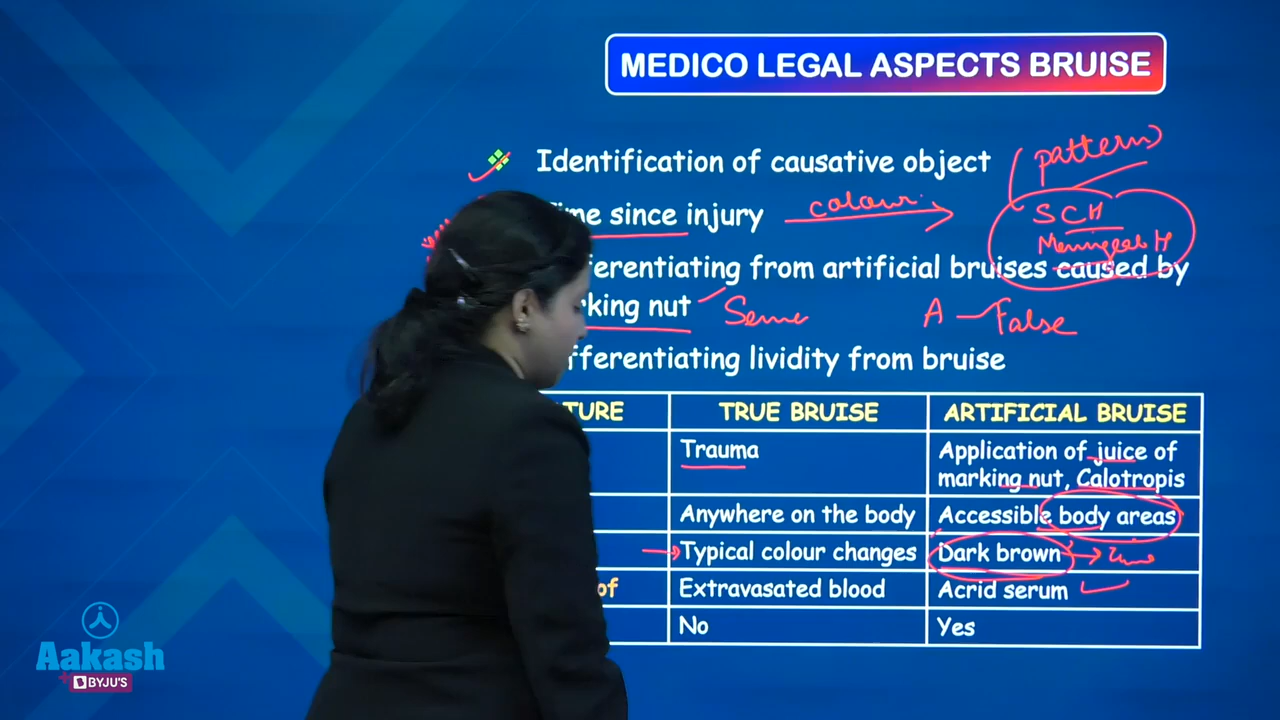 MEDICO LEGAL ASPECTS BRUISE
Identification of causative object
pattern
ime since injury colour
SCH
Meningeal H
ferentiating from artificial bruises caused by
king nut
A – False
fferentiating lividity from bruise
TURE TRUE BRUISE ARTIFICIAL BRUISE
Trauma Application of juice of
marking nut, Calotropis
Anywhere on the body Accessible body areas
Typical colour changes Dark brown
of Extravasated blood Acrid serum
No Yes
Aakash
+ BYJU'S